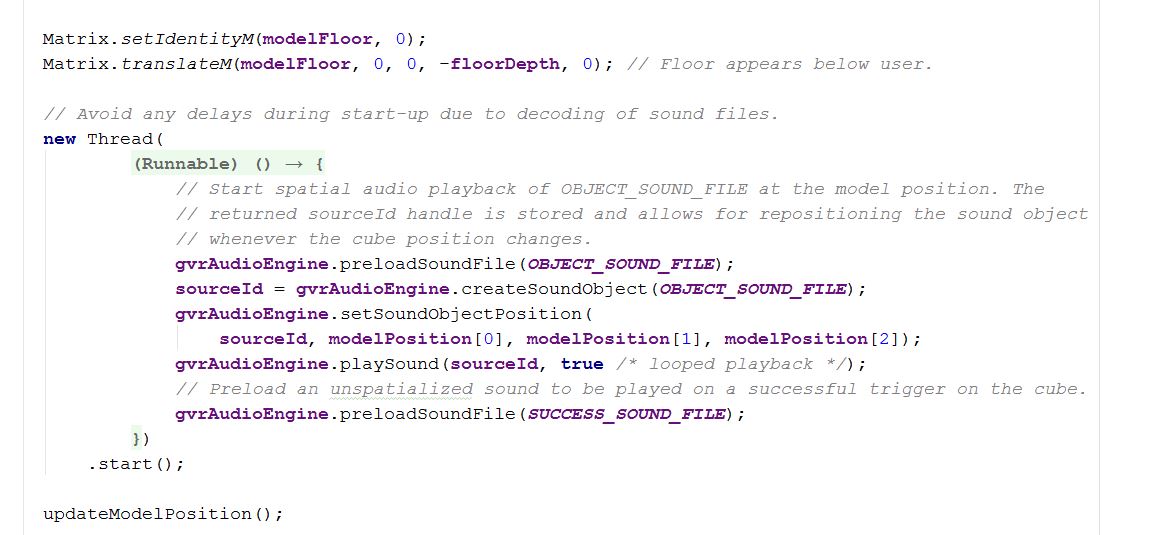 Matrix.setIdentityM(modelFloor, 0);
Matrix.translateM(modelFloor, 0, 0, -floorDepth, 0); // Floor appears below user.
// Avoid any delays during start-up due to decoding of sound files.
new Thread(
(Runnable) () → {
// Start spatial audio playback of OBJECT_SOUND_FILE at the model position. The
// returned sourceId handle is stored and allows for repositioning the sound object
// whenever the cube position changes.
gvrAudioEngine.preloadSoundFile(OBJECT_SOUND_FILE);
sourceId = gvrAudioEngine.createSoundObject(OBJECT_SOUND_FILE);
gvrAudioEngine.setSoundObjectPosition(
sourceId, modelPosition[0], modelPosition[1], modelPosition[2]);
gvrAudioEngine.playSound(sourceId, true /* looped playback */);
// Preload an unspatialized sound to be played on a successful trigger on the cube.
gvrAudioEngine.preloadSoundFile(SUCCESS_SOUND_FILE);
})
.start();
updateModelPosition();